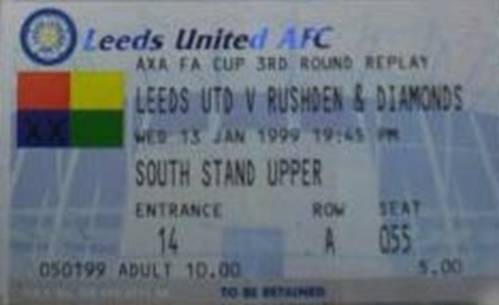 Leeds United AFC
AXA FA CUP 3RD ROUND REPLAY
LEEDS UTD V RUSHDEN & DIAMONDS
XX
WED 13 JAN 1999 19:45 PM
SOUTH STAND UPPER
ENTRANCE ROW SEAT
14 A 055
050199 ADULT 10.00 5.00
TO BE RETAINED